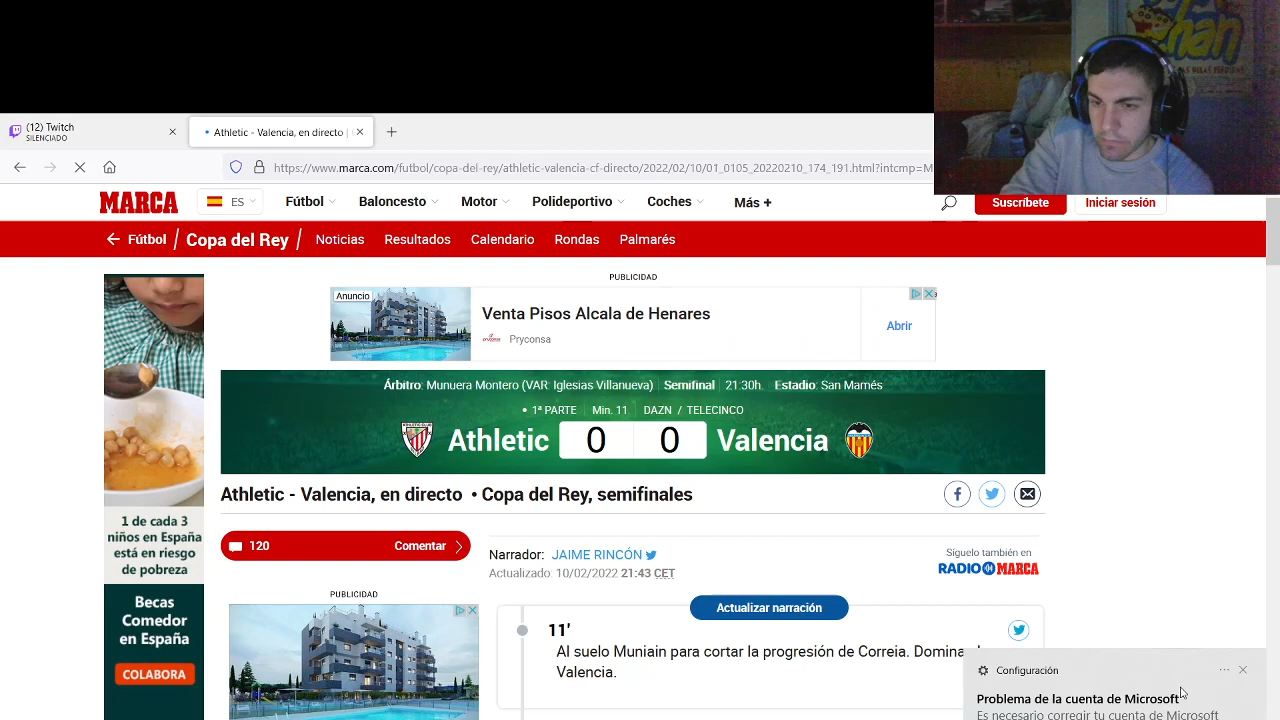 (12) Twitch
SILENCIADO
Athletic - Valencia, en directo |
https://www.marca.com/futbol/copa-del-rey/athletic-valencia-cf-directo/2022/02/10/01_0105_20220210_174_191.html?intcmp=M
MARCA
ES
Fútbol
Baloncesto
Motor
Polideportivo
Coches
Más +
Suscríbete
Iniciar sesión
Fútbol / Copa del Rey /
Noticias
Resultados
Calendario
Rondas
Palmarés
PUBLICIDAD
Anuncio
Venta Pisos Alcala de Henares
Pryconsa
Abrir
Árbitro: Munuera Montero (VAR: Iglesias Villanueva) | Semifinal | 21:30h. Estadio: San Mamés
• 1ª PARTE | Min. 11 | DAZN / TELECINCO
Athletic 0 0 Valencia
Athletic - Valencia, en directo • Copa del Rey, semifinales
120
Comentar
Narrador: JAIME RINCÓN
Actualizado: 10/02/2022 21:43 CET
Síguelo también en
RADIO MARCA
1 de cada 3
niños en España
está en riesgo
de pobreza
Becas
Comedor
en España
COLABORA
PUBLICIDAD
Actualizar narración
11'
Al suelo Muniain para cortar la progresión de Correia. Domina
Valencia.
Configuración
Problema de la cuenta de Microsoft
Es necesario corregir tu cuenta de Microsoft